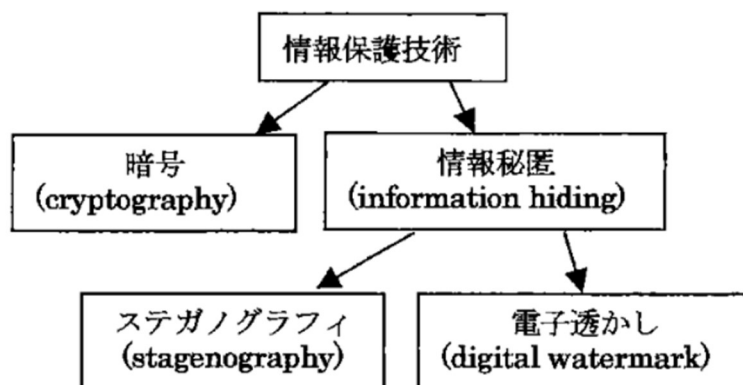 情報保護技術
暗号
(cryptography)
情報秘匿
(information hiding)
ステガノグラフィ
(stagenography)
電子透かし
(digital watermark)